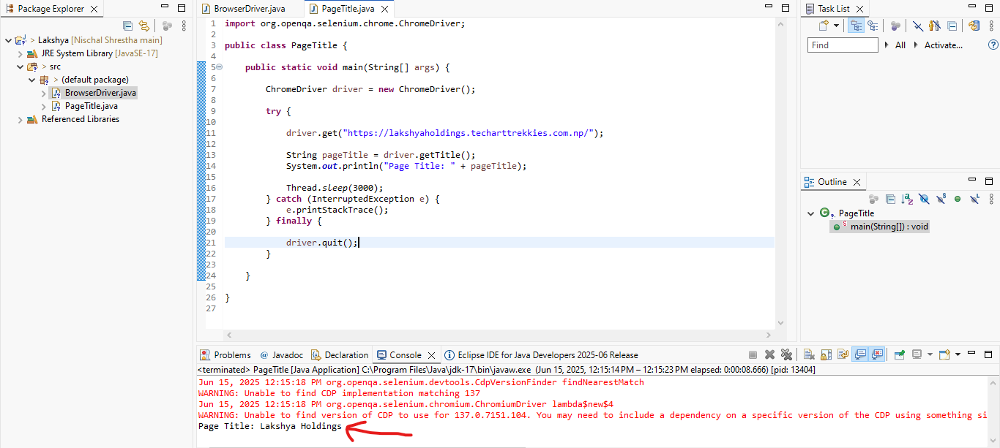 Package Explorer
> Lakshya [Nischal Shrestha main]
JRE System Library [JavaSE-17]
> src
> (default package)
BrowserDriver.java
PageTitle.java
Referenced Libraries
BrowserDriver.java
PageTitle.java
1 import org.openqa.selenium.chrome.ChromeDriver;
2
3 public class PageTitle {
4
5 public static void main(String[] args) {
6
7 ChromeDriver driver = new ChromeDriver();
8
9 try {
10
11 driver.get("https://lakshyaholdings.techarttrekkies.com.np/");
12
13 String pageTitle = driver.getTitle();
14 System.out.println("Page Title: " + pageTitle);
15
16 Thread.sleep(3000);
17 } catch (InterruptedException e) {
18 e.printStackTrace();
19 } finally {
20
21 driver.quit();
22 }
23
24 }
25
26 }
27
Task List
Find
All
Activate...
Outline
PageTitle
main(String[]) : void
Problems
Javadoc
Declaration
Console
Eclipse IDE for Java Developers 2025-06 Release
<terminated> PageTitle [Java Application] C:\Program Files\Java\jdk-17\bin\javaw.exe (Jun 15, 2025, 12:15:14 PM – 12:15:23 PM elapsed: 0:00:08.666) [pid: 13404]
Jun 15, 2025 12:15:18 PM org.openqa.selenium.devtools.CdpVersionFinder findNearestMatch
WARNING: Unable to find CDP implementation matching 137
Jun 15, 2025 12:15:18 PM org.openqa.selenium.chromium.ChromiumDriver lambda$new$4
WARNING: Unable to find version of CDP to use for 137.0.7151.104. You may need to include a dependency on a specific version of the CDP using something si
Page Title: Lakshya Holdings